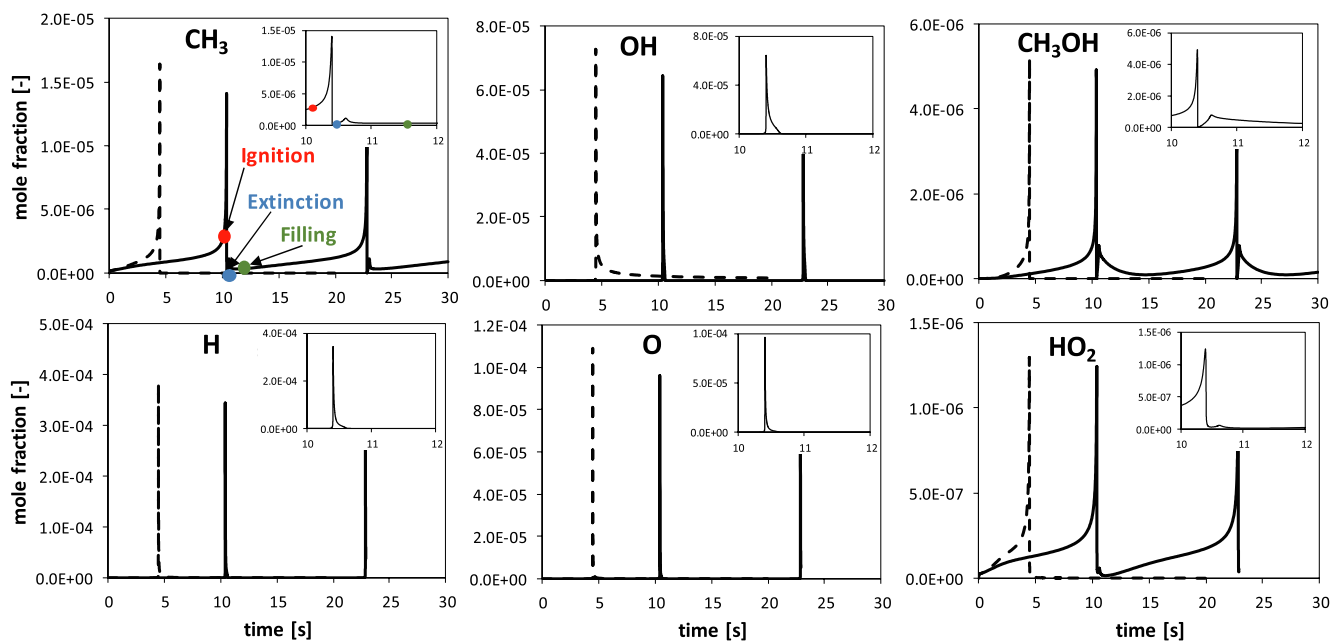 CH3
mole fraction [-]
2.0E-05
1.5E-05
1.0E-05
5.0E-06
0.0E+00
0 5 10 15 20 25 30
1.5E-05
1.0E-05
5.0E-06
0.0E+00
10 11 12
Ignition
Extinction
Filling
OH
8.0E-05
6.0E-05
4.0E-05
2.0E-05
0.0E+00
0 5 10 15 20 25 30
8.0E-05
4.0E-05
0.0E+00
10 11 12
CH3OH
6.0E-06
4.0E-06
2.0E-06
0.0E+00
0 5 10 15 20 25 30
6.0E-06
4.0E-06
2.0E-06
0.0E+00
10 11 12
H
mole fraction [-]
5.0E-04
4.0E-04
3.0E-04
2.0E-04
1.0E-04
0.0E+00
0 5 10 15 20 25 30
time [s]
4.0E-04
2.0E-04
0.0E+00
10 11 12
O
1.2E-04
1.0E-04
8.0E-05
6.0E-05
4.0E-05
2.0E-05
0.0E+00
0 5 10 15 20 25 30
time [s]
1.0E-04
5.0E-05
0.0E+00
10 11 12
HO2
1.5E-06
1.0E-06
5.0E-07
0.0E+00
0 5 10 15 20 25 30
time [s]
1.5E-06
1.0E-06
5.0E-07
0.0E+00
10 11 12